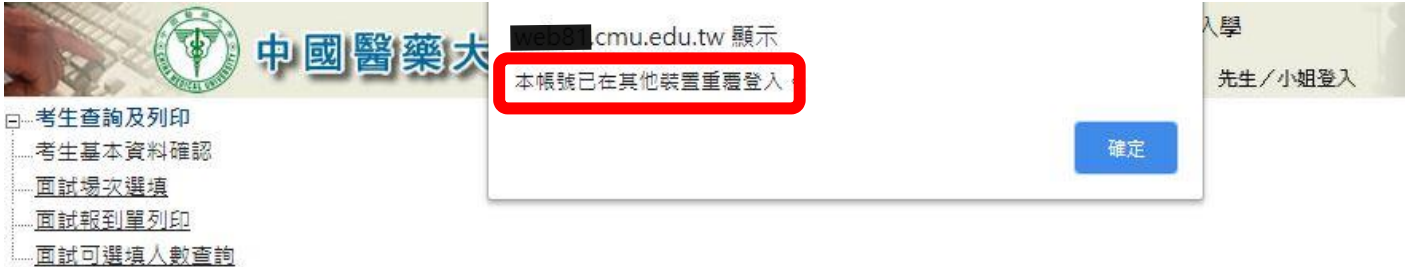 中國醫藥大
web81.cmu.edu.tw 顯示
本帳號已在其他裝置重覆登入。
確定
入學
先生／小姐登入
考生查詢及列印
考生基本資料確認
面試場次選填
面試報到單列印
面試可選填人數查詢